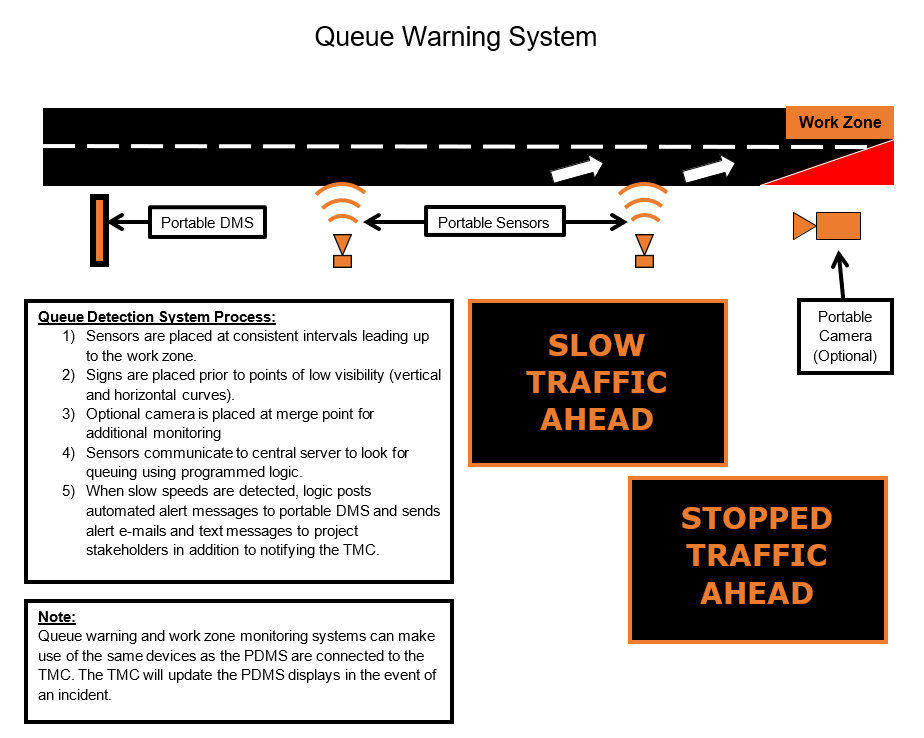 Queue Warning System
Work Zone
Portable DMS
Portable Sensors
Portable
Camera
(Optional)
Queue Detection System Process:
1) Sensors are placed at consistent intervals leading up
to the work zone.
2) Signs are placed prior to points of low visibility (vertical
and horizontal curves).
3) Optional camera is placed at merge point for
additional monitoring
4) Sensors communicate to central server to look for
queuing using programmed logic.
5) When slow speeds are detected, logic posts
automated alert messages to portable DMS and sends
alert e-mails and text messages to project
stakeholders in addition to notifying the TMC.
SLOW
TRAFFIC
AHEAD
STOPPED
TRAFFIC
AHEAD
Note:
Queue warning and work zone monitoring systems can make
use of the same devices as the PDMS are connected to the
TMC. The TMC will update the PDMS displays in the event of
an incident.